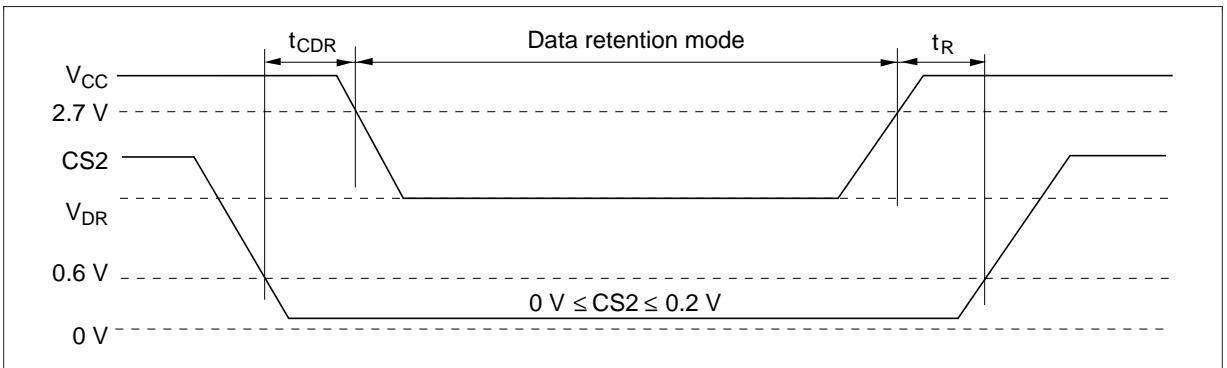 tCDR Data retention mode tR
VCC
2.7 V
CS2
VDR
0.6 V
0 V ≤ CS2 ≤ 0.2 V
0 V